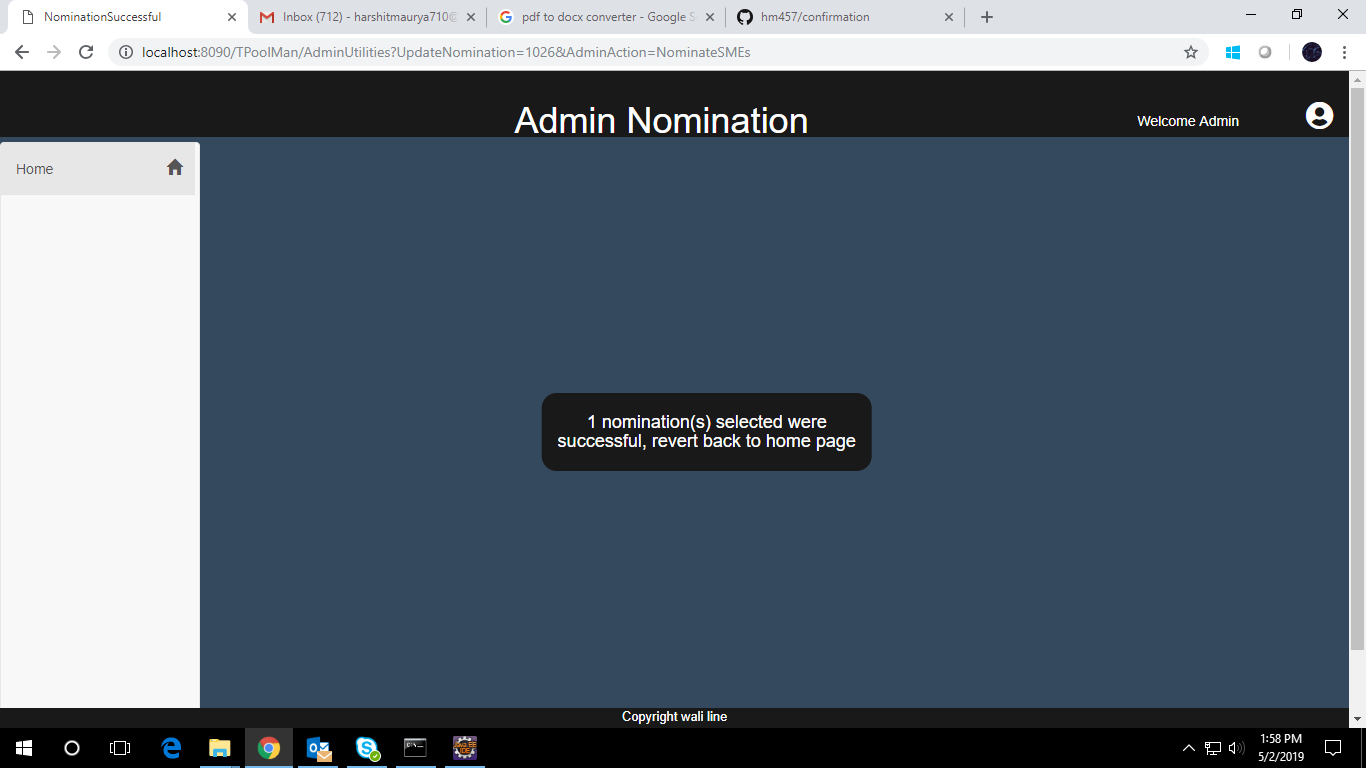 NominationSuccessful
Inbox (712) - harshitmaurya710@
pdf to docx converter - Google S
hm457/confirmation
localhost:8090/TPoolMan/AdminUtilities?UpdateNomination=1026&AdminAction=NominateSMEs
Admin Nomination
Welcome Admin
Home
1 nomination(s) selected were
successful, revert back to home page
Copyright wali line
1:58 PM
5/2/2019